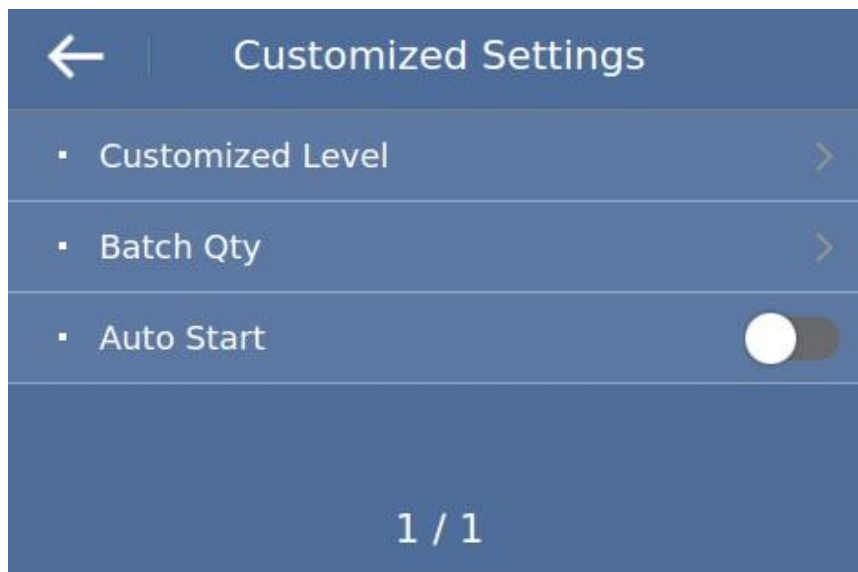 Customized Settings
Customized Level
Batch Qty
Auto Start
1 / 1